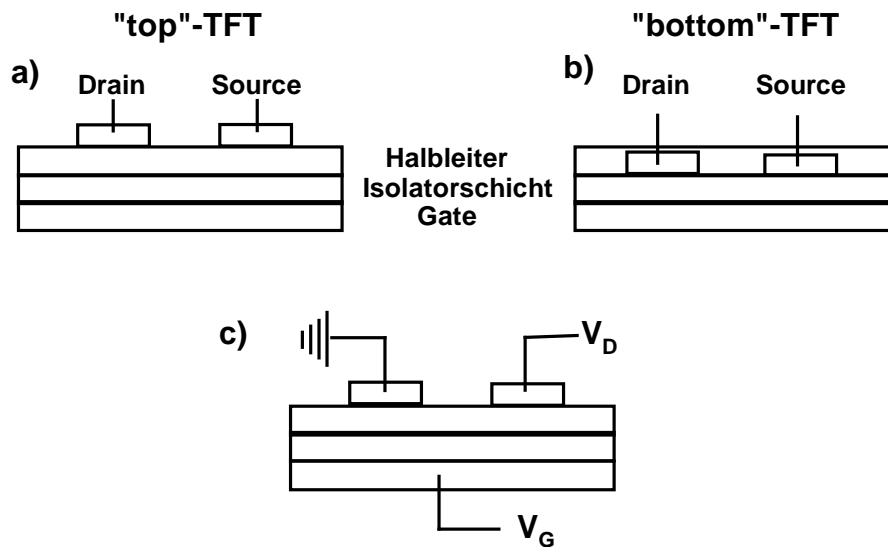 "top"-TFT
"bottom"-TFT
a)
Drain
Source
b)
Drain
Source
Halbleiter
Isolatorschicht
Gate
c)
V_D
V_G